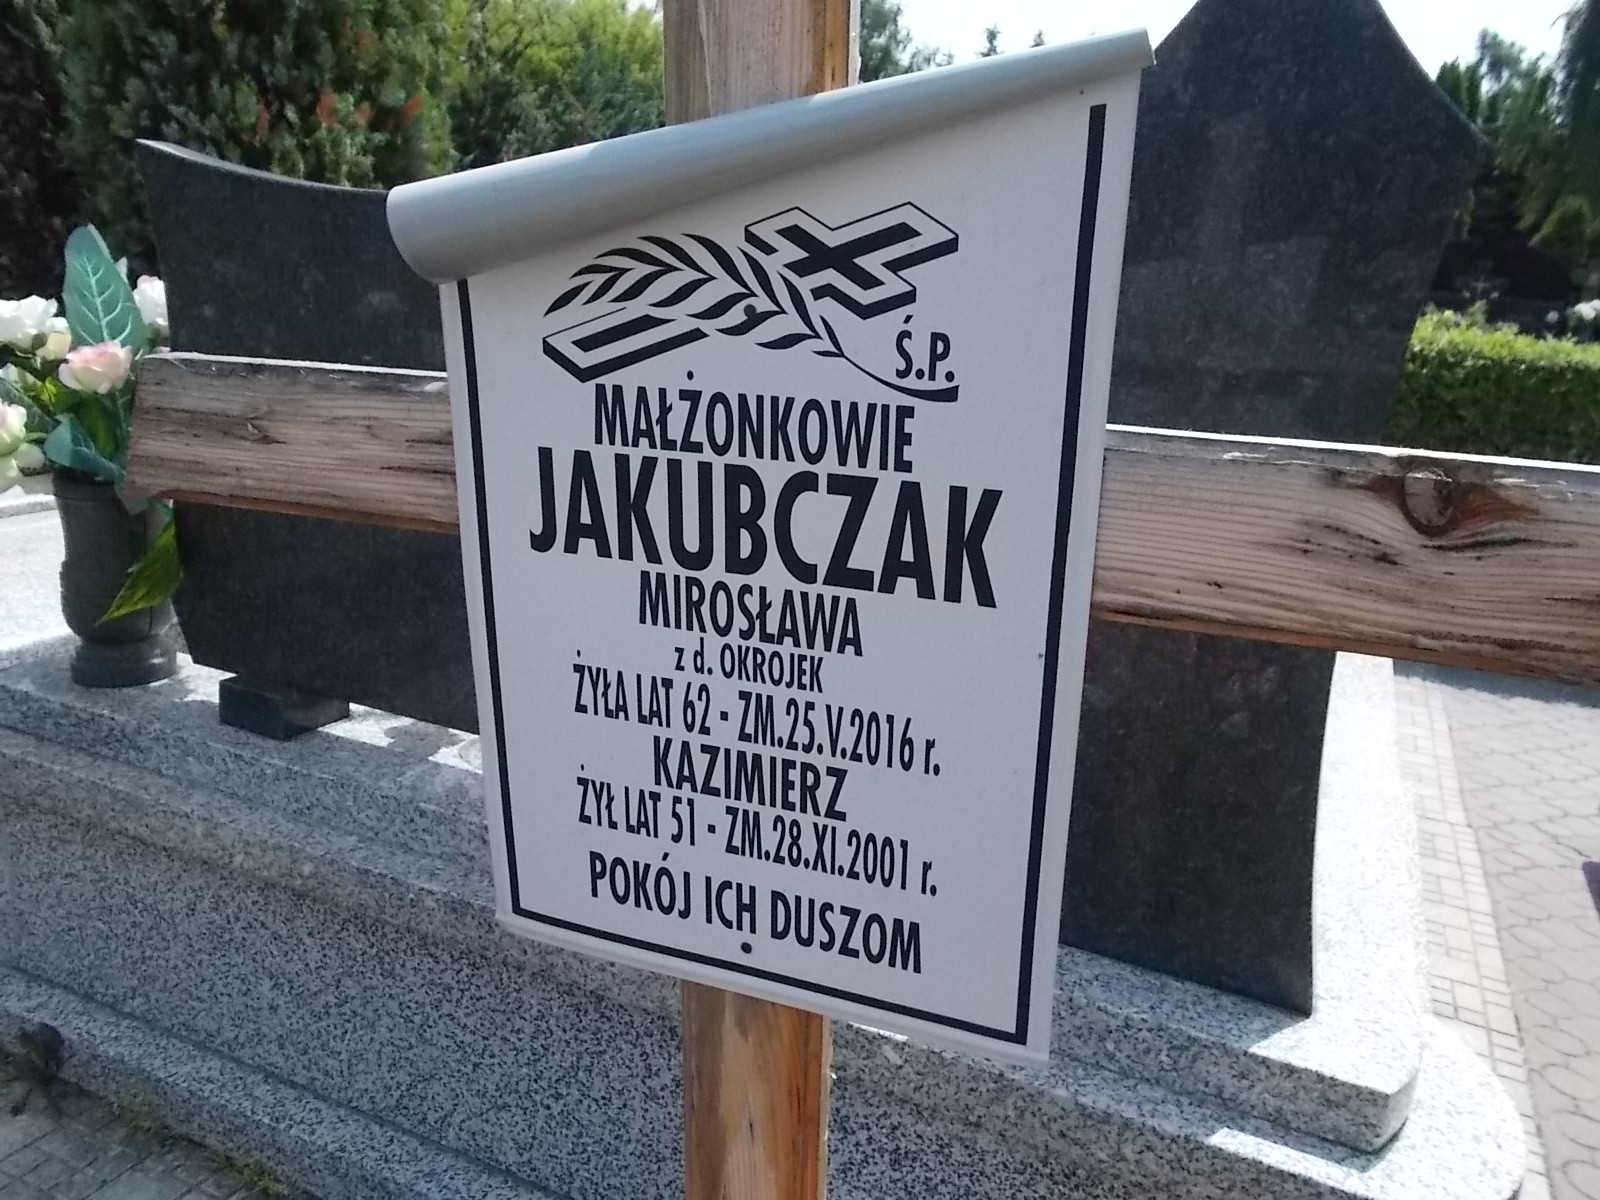 Ś.P.
MAŁŻONKOWIE
JAKUBCZAK
MIROSŁAWA
z d. OKROJEK
ŻYŁA LAT 62 - ZM.25.V.2016 r.
KAZIMIERZ
ŻYŁ LAT 51 - ZM.28.XI.2001 r.
POKÓJ ICH DUSZOM